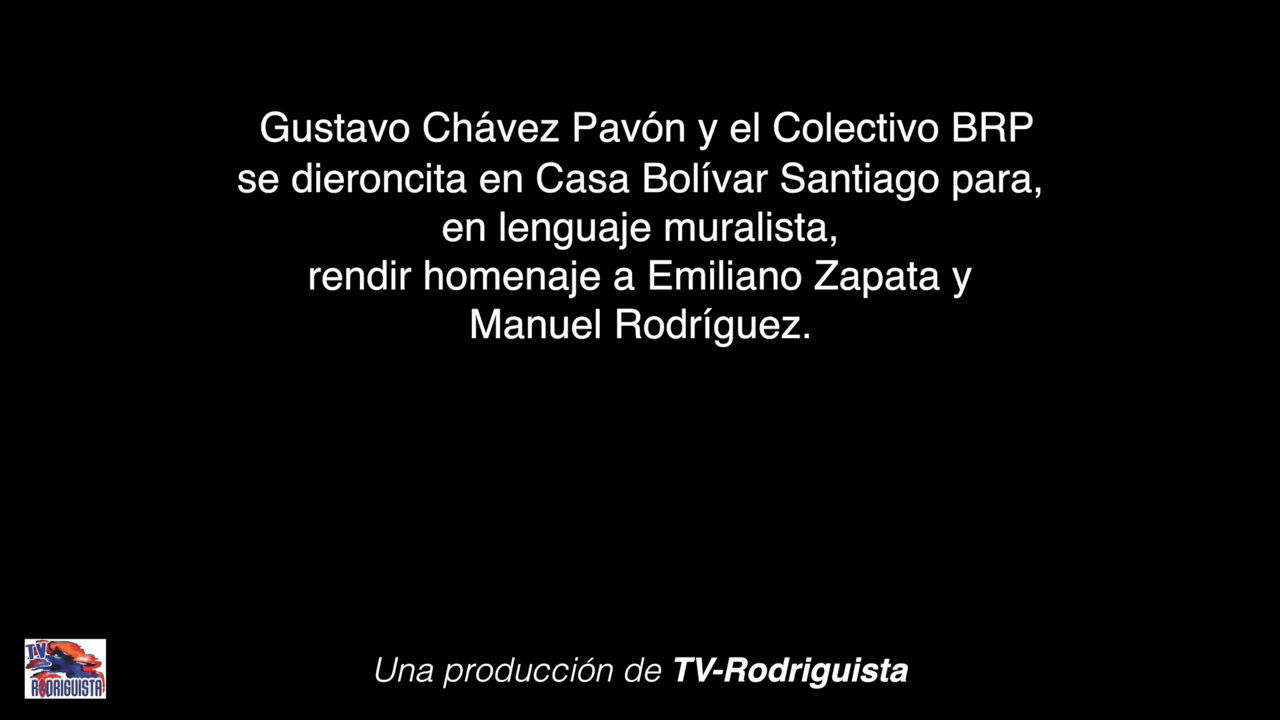 Gustavo Chávez Pavón y el Colectivo BRP
se dieroncita en Casa Bolívar Santiago para,
en lenguaje muralista,
rendir homenaje a Emiliano Zapata y
Manuel Rodríguez.
TV
RODRIGUISTA
Una producción de TV-Rodriguista